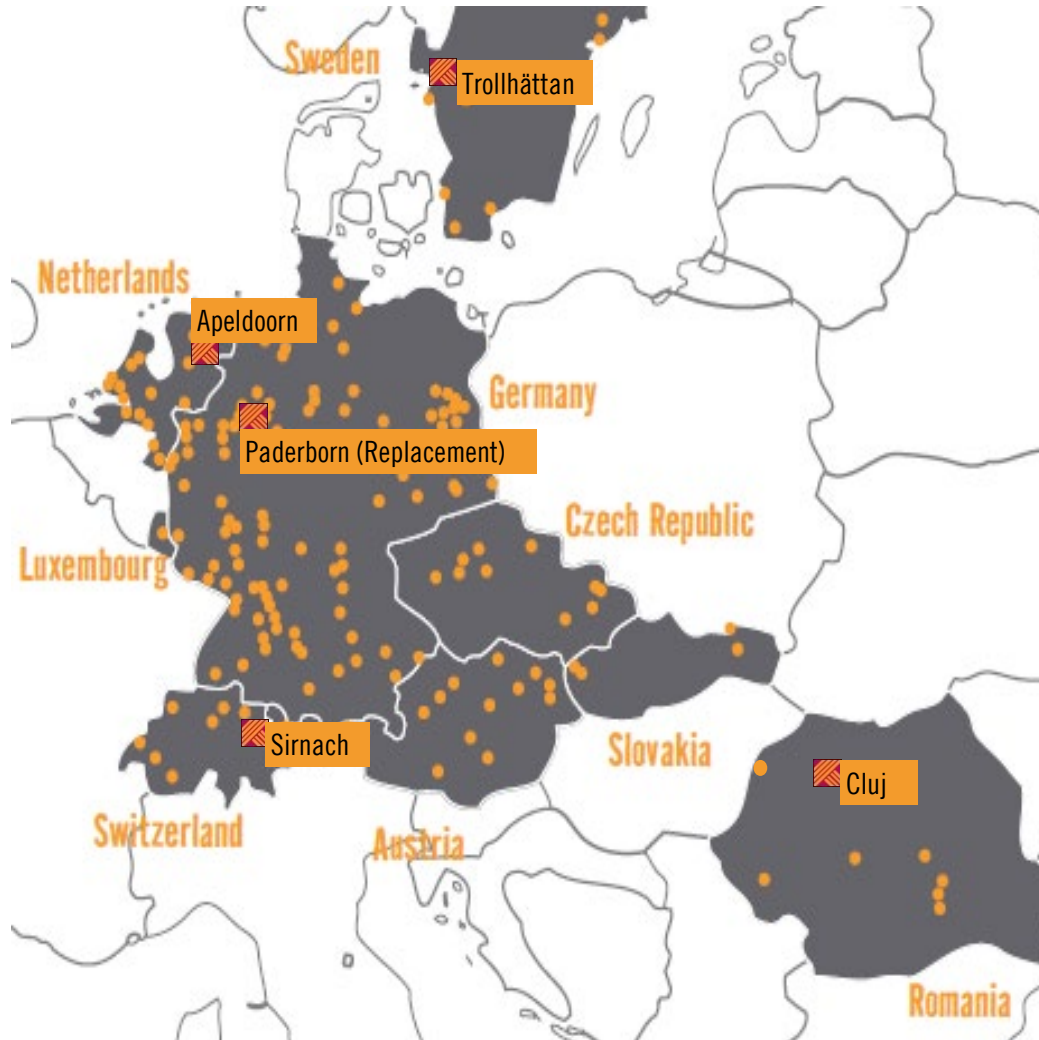 Sweden
Trollhättan
Netherlands
Apeldoorn
Germany
Paderborn (Replacement)
Czech Republic
Luxembourg
Sirnach
Slovakia
Cluj
Switzerland
Austria
Romania